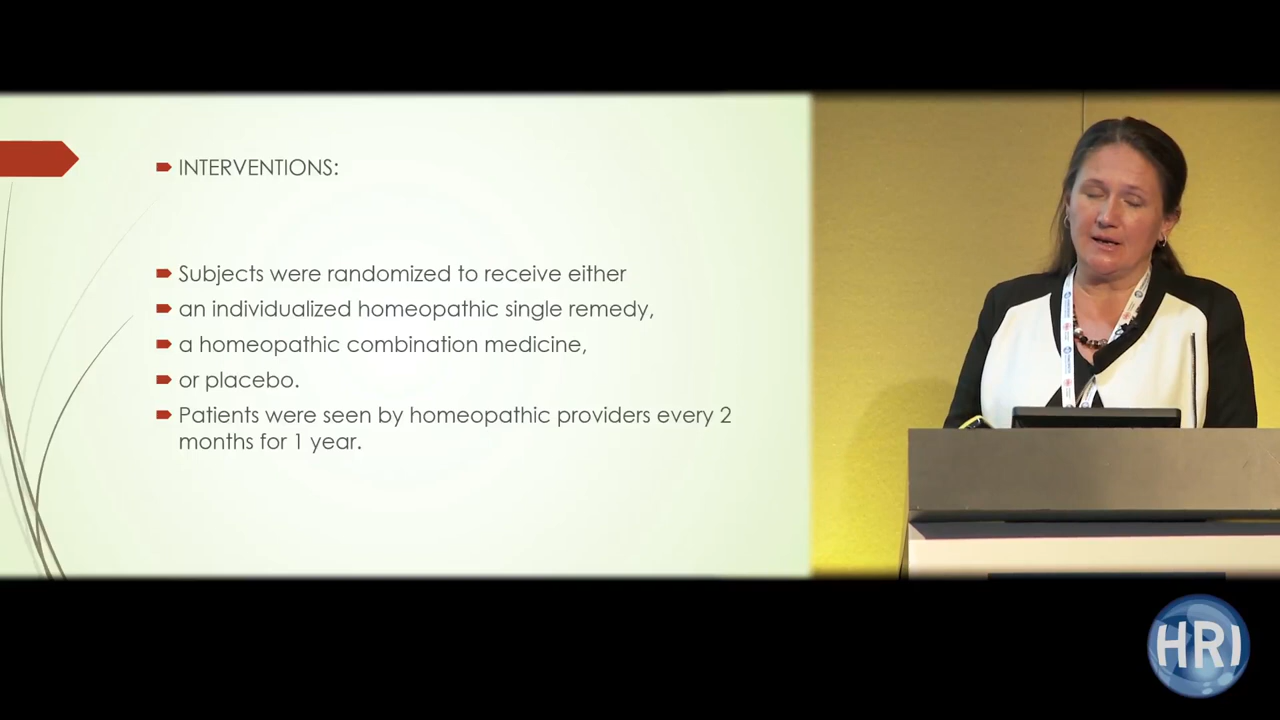 INTERVENTIONS:
Subjects were randomized to receive either
an individualized homeopathic single remedy,
a homeopathic combination medicine,
or placebo.
Patients were seen by homeopathic providers every 2
months for 1 year.
HRI